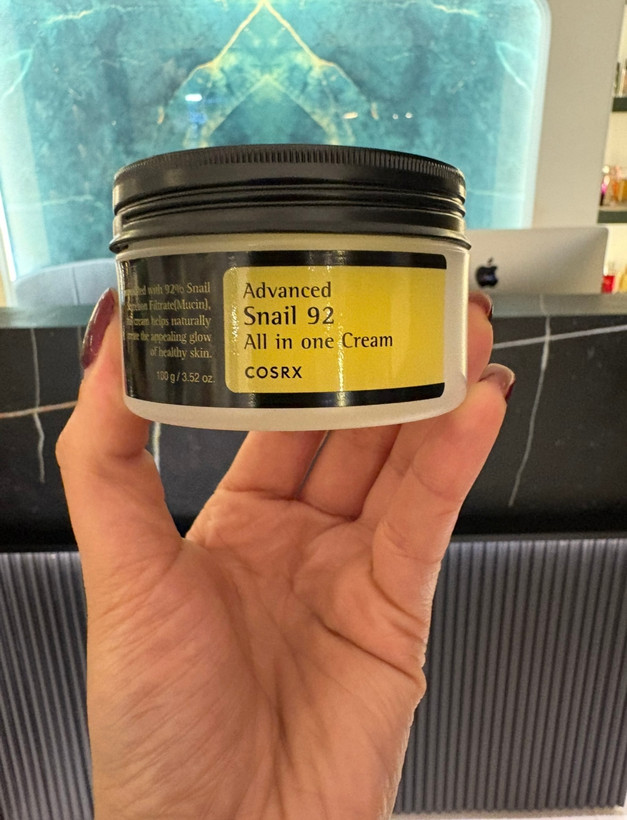 with 92% Snail
Filtrate(Mucin),
cream helps naturally
the appealing glow
of healthy skin.
100 g / 3.52 oz.
Advanced
Snail 92
All in one Cream
COSRX